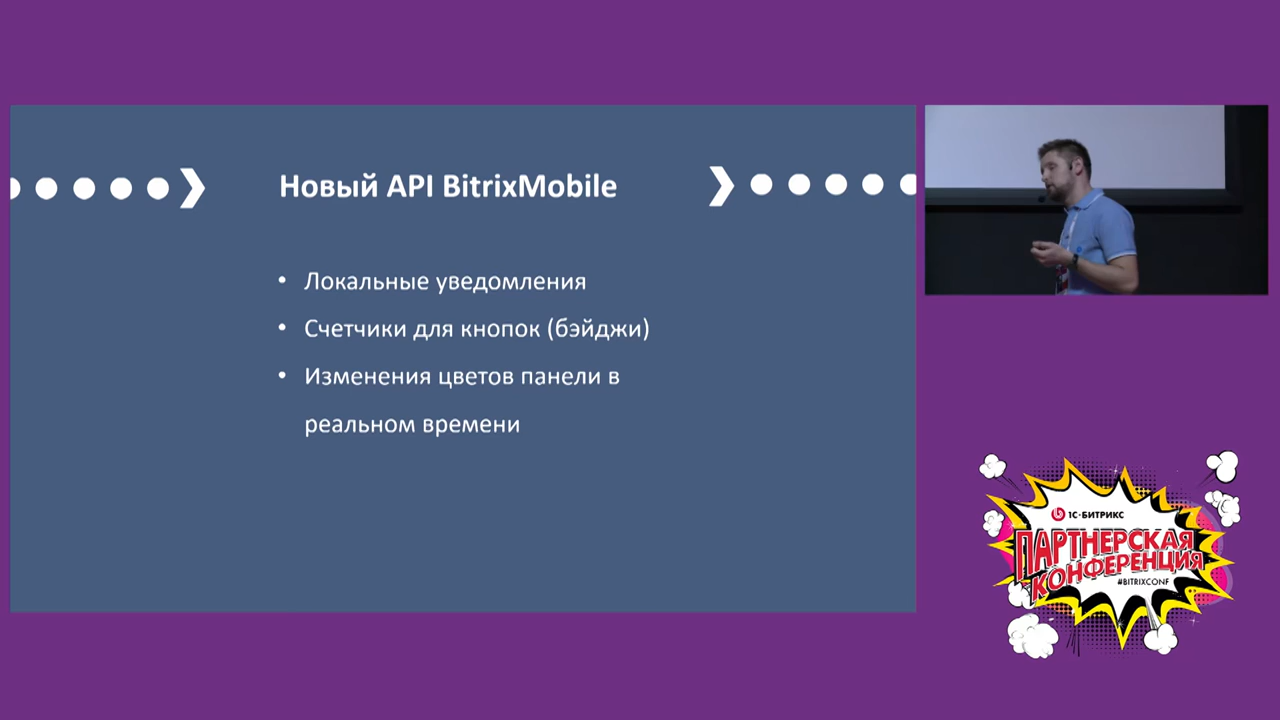 Новый API BitrixMobile
• Локальные уведомления
• Счетчики для кнопок (бэйджи)
• Изменения цветов панели в
реальном времени
1С-БИТРИКС
ПАРТНЕРСКАЯ
КОНФЕРЕНЦИЯ
#BITRIXCONF